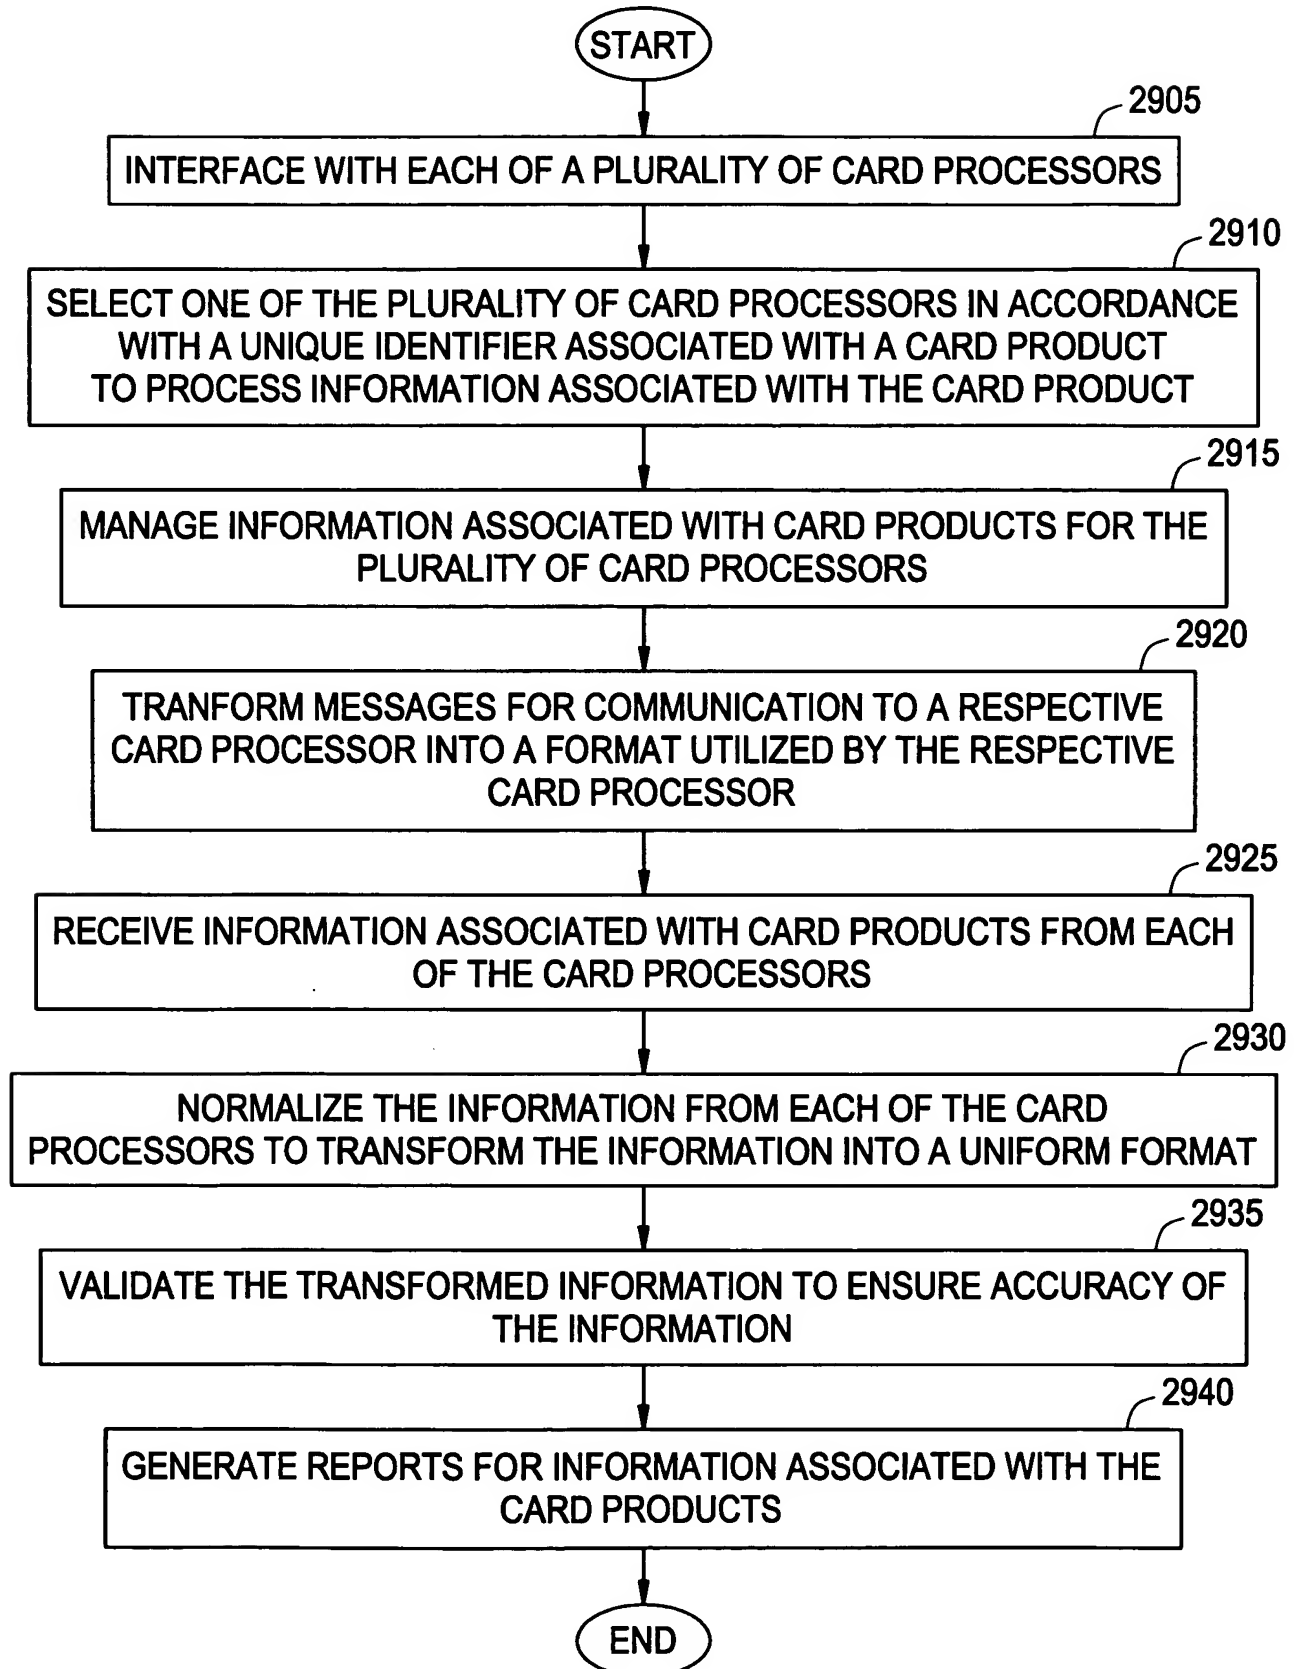 START
2905
INTERFACE WITH EACH OF A PLURALITY OF CARD PROCESSORS
2910
SELECT ONE OF THE PLURALITY OF CARD PROCESSORS IN ACCORDANCE
WITH A UNIQUE IDENTIFIER ASSOCIATED WITH A CARD PRODUCT
TO PROCESS INFORMATION ASSOCIATED WITH THE CARD PRODUCT
2915
MANAGE INFORMATION ASSOCIATED WITH CARD PRODUCTS FOR THE
PLURALITY OF CARD PROCESSORS
2920
TRANFORM MESSAGES FOR COMMUNICATION TO A RESPECTIVE
CARD PROCESSOR INTO A FORMAT UTILIZED BY THE RESPECTIVE
CARD PROCESSOR
2925
RECEIVE INFORMATION ASSOCIATED WITH CARD PRODUCTS FROM EACH
OF THE CARD PROCESSORS
2930
NORMALIZE THE INFORMATION FROM EACH OF THE CARD
PROCESSORS TO TRANSFORM THE INFORMATION INTO A UNIFORM FORMAT
2935
VALIDATE THE TRANSFORMED INFORMATION TO ENSURE ACCURACY OF
THE INFORMATION
2940
GENERATE REPORTS FOR INFORMATION ASSOCIATED WITH THE
CARD PRODUCTS
END